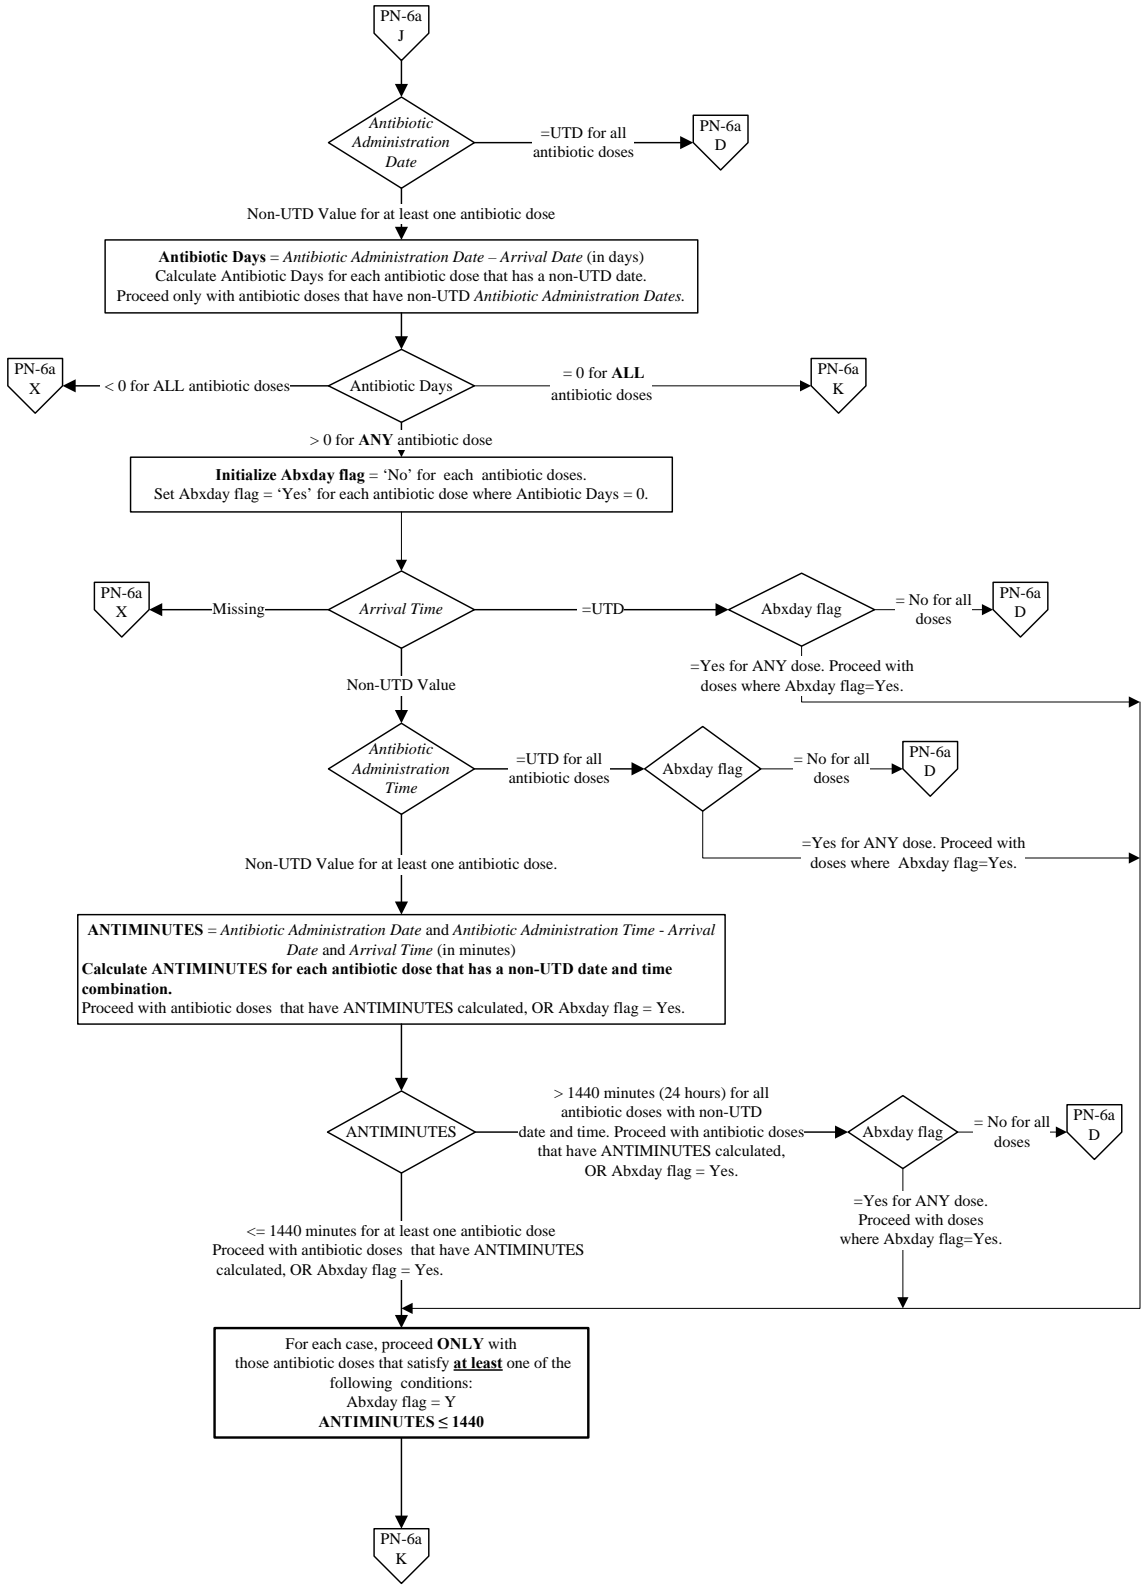 PN-6a
J
Antibiotic
Administration
Date
=UTD for all
antibiotic doses
PN-6a
D
Non-UTD Value for at least one antibiotic dose
Antibiotic Days = Antibiotic Administration Date – Arrival Date (in days)
Calculate Antibiotic Days for each antibiotic dose that has a non-UTD date.
Proceed only with antibiotic doses that have non-UTD Antibiotic Administration Dates.
PN-6a
X
< 0 for ALL antibiotic doses
Antibiotic Days
= 0 for ALL
antibiotic doses
PN-6a
K
> 0 for ANY antibiotic dose
Initialize Abxday flag = ‘No’ for each antibiotic doses.
Set Abxday flag = ‘Yes’ for each antibiotic dose where Antibiotic Days = 0.
PN-6a
X
Missing
Arrival Time
=UTD
Abxday flag
= No for all
doses
PN-6a
D
=Yes for ANY dose. Proceed with
doses where Abxday flag=Yes.
Non-UTD Value
Antibiotic
Administration
Time
=UTD for all
antibiotic doses
Abxday flag
= No for all
doses
PN-6a
D
=Yes for ANY dose. Proceed with
doses where Abxday flag=Yes.
Non-UTD Value for at least one antibiotic dose.
ANTIMINUTES = Antibiotic Administration Date and Antibiotic Administration Time - Arrival
Date and Arrival Time (in minutes)
Calculate ANTIMINUTES for each antibiotic dose that has a non-UTD date and time
combination.
Proceed with antibiotic doses that have ANTIMINUTES calculated, OR Abxday flag = Yes.
ANTIMINUTES
> 1440 minutes (24 hours) for all
antibiotic doses with non-UTD
date and time. Proceed with antibiotic doses
that have ANTIMINUTES calculated,
OR Abxday flag = Yes.
Abxday flag
= No for all
doses
PN-6a
D
=Yes for ANY dose.
Proceed with doses
where Abxday flag=Yes.
<= 1440 minutes for at least one antibiotic dose
Proceed with antibiotic doses that have ANTIMINUTES
calculated, OR Abxday flag = Yes.
For each case, proceed ONLY with
those antibiotic doses that satisfy at least one of the
following conditions:
Abxday flag = Y
ANTIMINUTES ≤ 1440
PN-6a
K